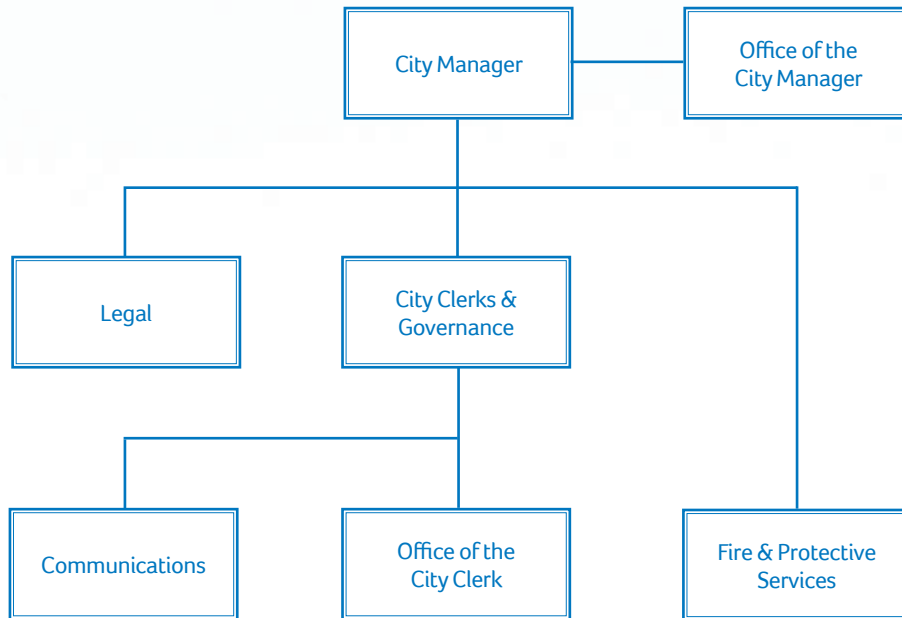 City Manager
Office of the
City Manager
Legal
City Clerks &
Governance
Communications
Office of the
City Clerk
Fire & Protective
Services